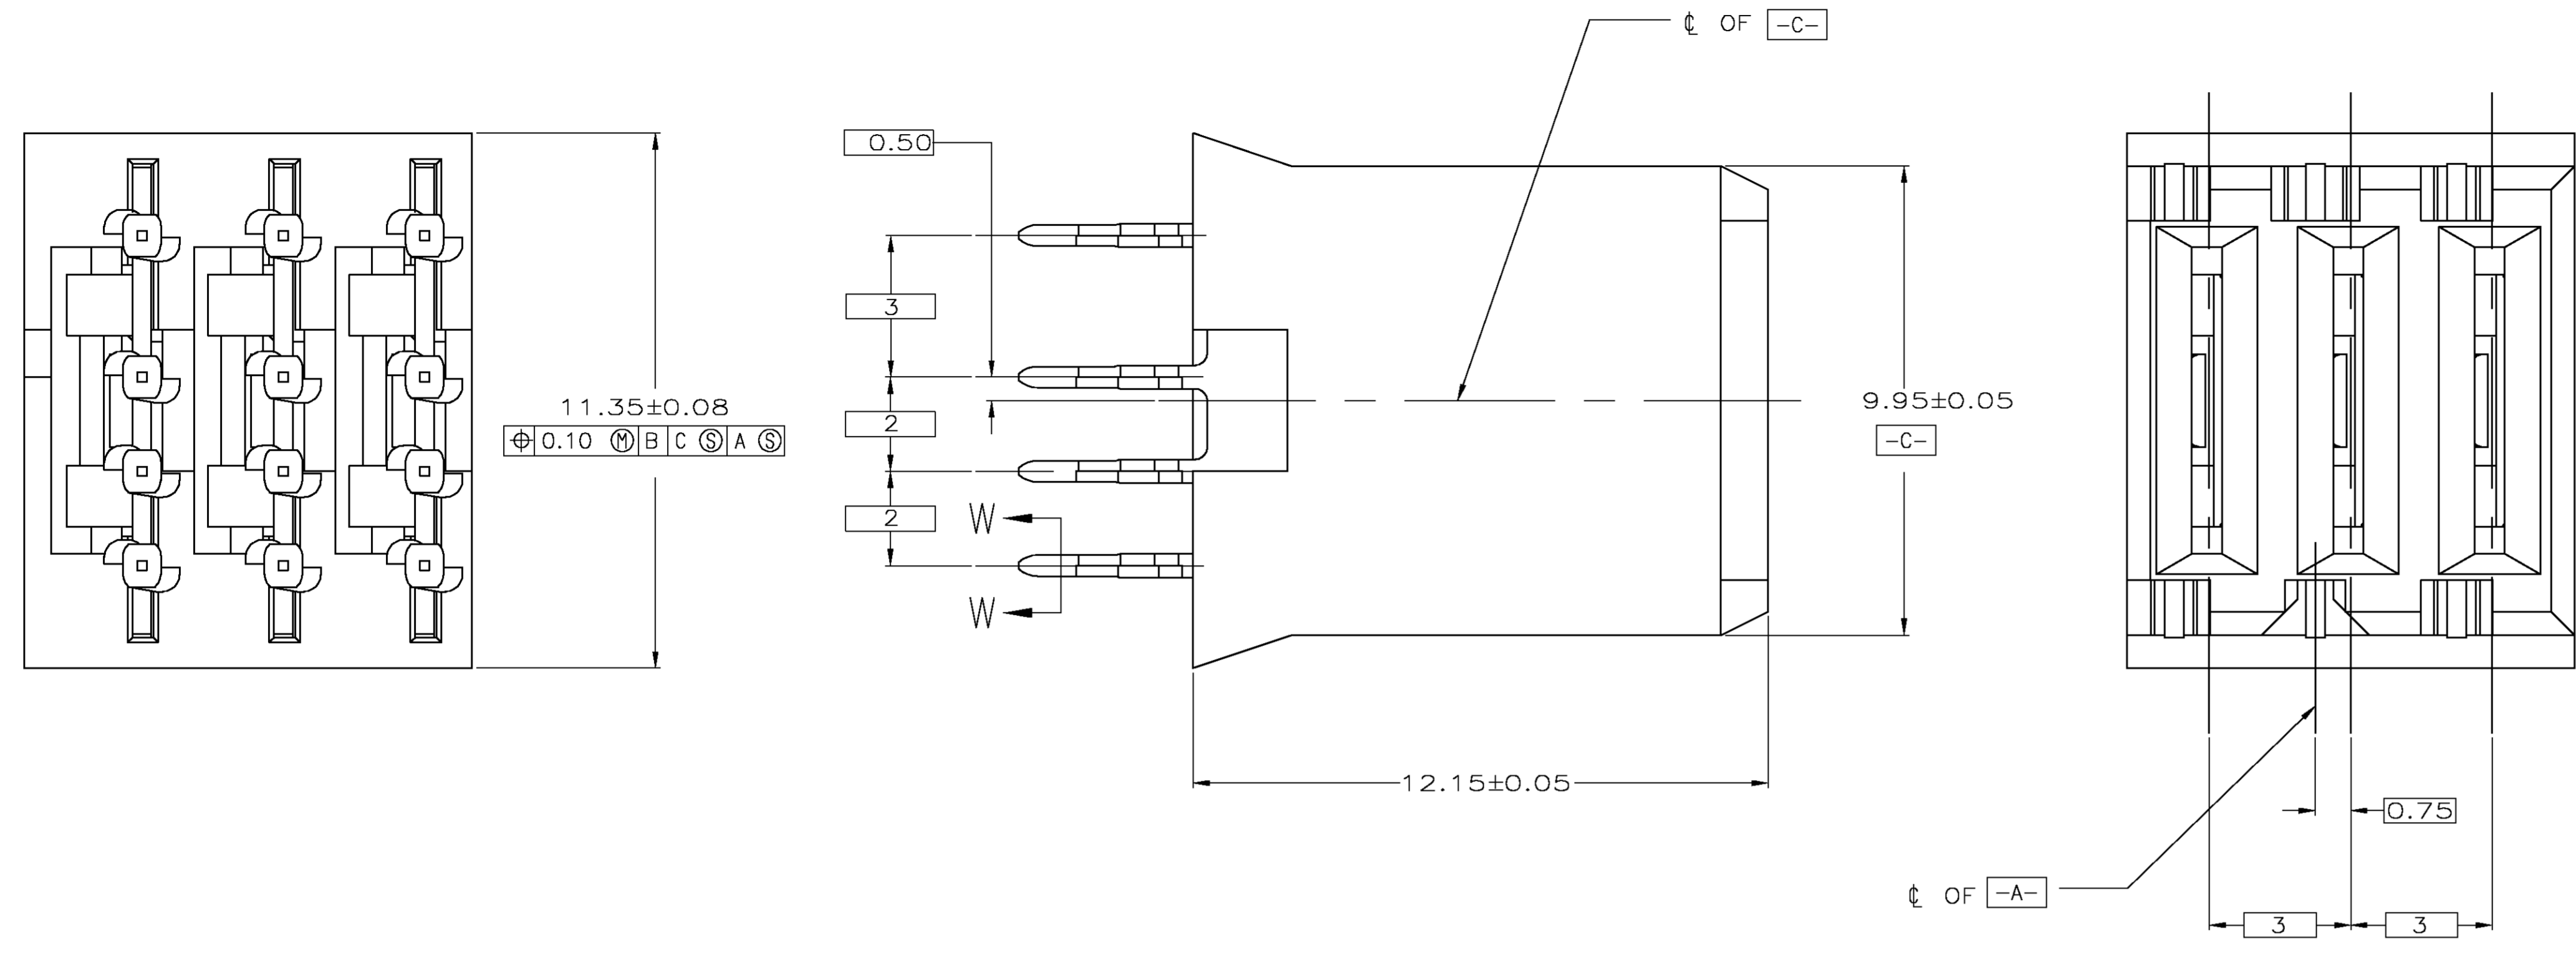 ℄ OF -C-
0.50
3
11.35±0.08
⌖ 0.10 Ⓜ B C Ⓢ A Ⓢ
2
9.95±0.05
-C-
2
W
W
12.15±0.05
0.75
℄ OF -A-
3 3